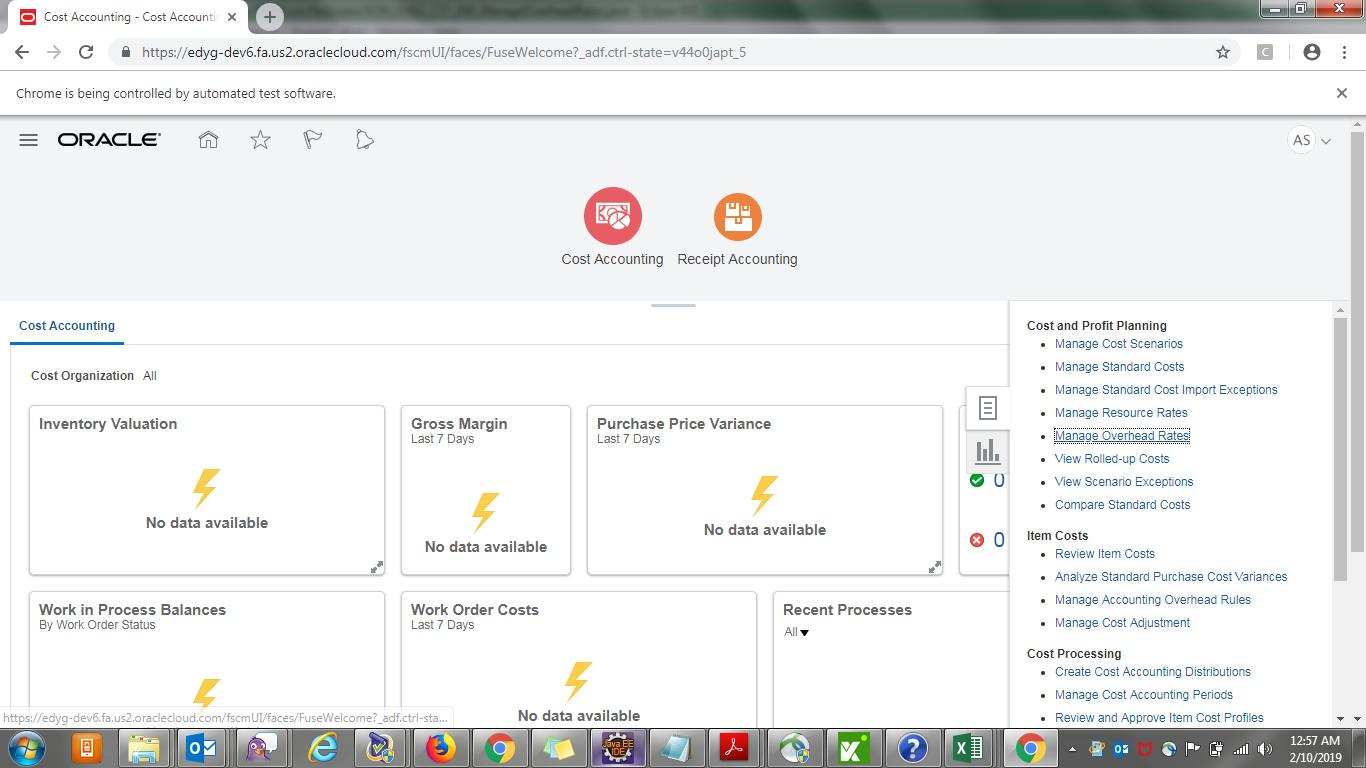 Cost Accounting - Cost Accountin
https://edyg-dev6.fa.us2.oraclecloud.com/fscmUI/faces/FuseWelcome?_adf.ctrl-state=v44o0japt_5
C
Chrome is being controlled by automated test software.
ORACLE
AS
Cost Accounting
Receipt Accounting
Cost Accounting
Cost Organization All
Inventory Valuation
No data available
Gross Margin
Last 7 Days
No data available
Purchase Price Variance
Last 7 Days
No data available
0
0
Work in Process Balances
By Work Order Status
Work Order Costs
Last 7 Days
No data available
Recent Processes
All
Cost and Profit Planning
Manage Cost Scenarios
Manage Standard Costs
Manage Standard Cost Import Exceptions
Manage Resource Rates
Manage Overhead Rates
View Rolled-up Costs
View Scenario Exceptions
Compare Standard Costs
Item Costs
Review Item Costs
Analyze Standard Purchase Cost Variances
Manage Accounting Overhead Rules
Manage Cost Adjustment
Cost Processing
Create Cost Accounting Distributions
Manage Cost Accounting Periods
Review and Approve Item Cost Profiles
https://edyg-dev6.fa.us2.oraclecloud.com/fscmUI/faces/FuseWelcome?_adf.ctrl-sta...
Java EE
IDE
12:57 AM
2/10/2019